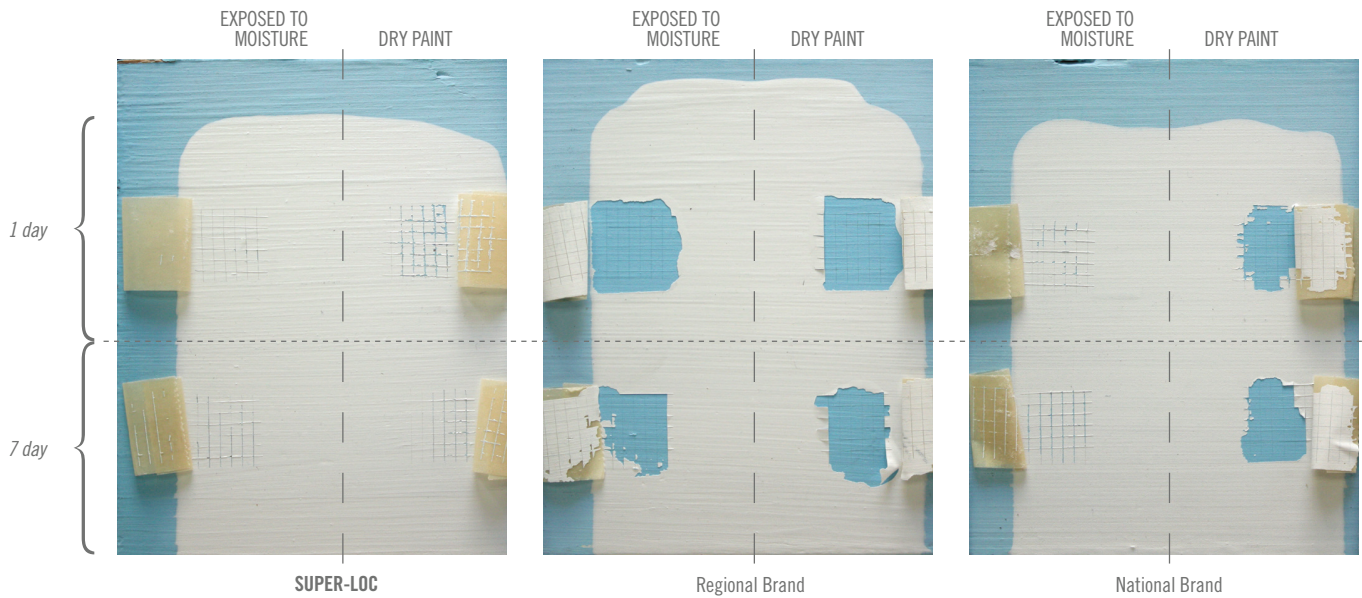 EXPOSED TO
MOISTURE
DRY PAINT
EXPOSED TO
MOISTURE
DRY PAINT
EXPOSED TO
MOISTURE
DRY PAINT
1 day
7 day
SUPER-LOC
Regional Brand
National Brand